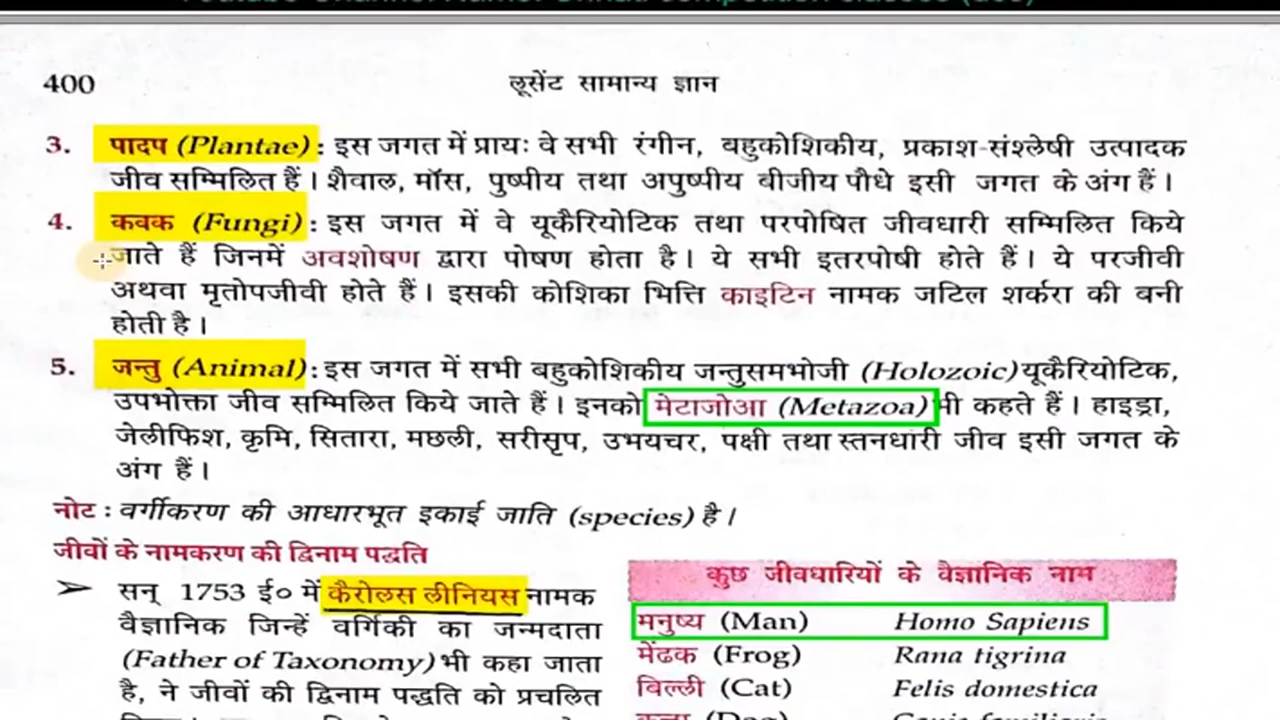 400
लूसेंट सामान्य ज्ञान
3. पादप (Plantae) : इस जगत में प्रायः वे सभी रंगीन, बहुकोशिकीय, प्रकाश-संश्लेषी उत्पादक
जीव सम्मिलित हैं। शैवाल, मॉस, पुष्पीय तथा अपुष्पीय बीजीय पौधे इसी जगत के अंग हैं।
4. कवक (Fungi) : इस जगत में वे यूकैरियोटिक तथा परपोषित जीवधारी सम्मिलित किये
जाते हैं जिनमें अवशोषण द्वारा पोषण होता है। ये सभी इतरपोषी होते हैं। ये परजीवी
अथवा मृतोपजीवी होते हैं। इसकी कोशिका भित्ति काइटिन नामक जटिल शर्करा की बनी
होती है।
5. जन्तु (Animal) : इस जगत में सभी बहुकोशिकीय जन्तुसमभोजी (Holozoic) यूकैरियोटिक,
उपभोक्ता जीव सम्मिलित किये जाते हैं। इनको मेटाजोआ (Metazoa) भी कहते हैं। हाइड्रा,
जेलीफिश, कृमि, सितारा, मछली, सरीसृप, उभयचर, पक्षी तथा स्तनधारी जीव इसी जगत के
अंग हैं।
नोट : वर्गीकरण की आधारभूत इकाई जाति (species) है।
जीवों के नामकरण की द्विनाम पद्धति
➢ सन् 1753 ई० में कैरोलस लीनियस नामक
वैज्ञानिक जिन्हें वर्गिकी का जन्मदाता
(Father of Taxonomy) भी कहा जाता
है, ने जीवों की द्विनाम पद्धति को प्रचलित
कुछ जीवधारियों के वैज्ञानिक नाम
मनुष्य (Man) Homo Sapiens
मेंढक (Frog) Rana tigrina
बिल्ली (Cat) Felis domestica